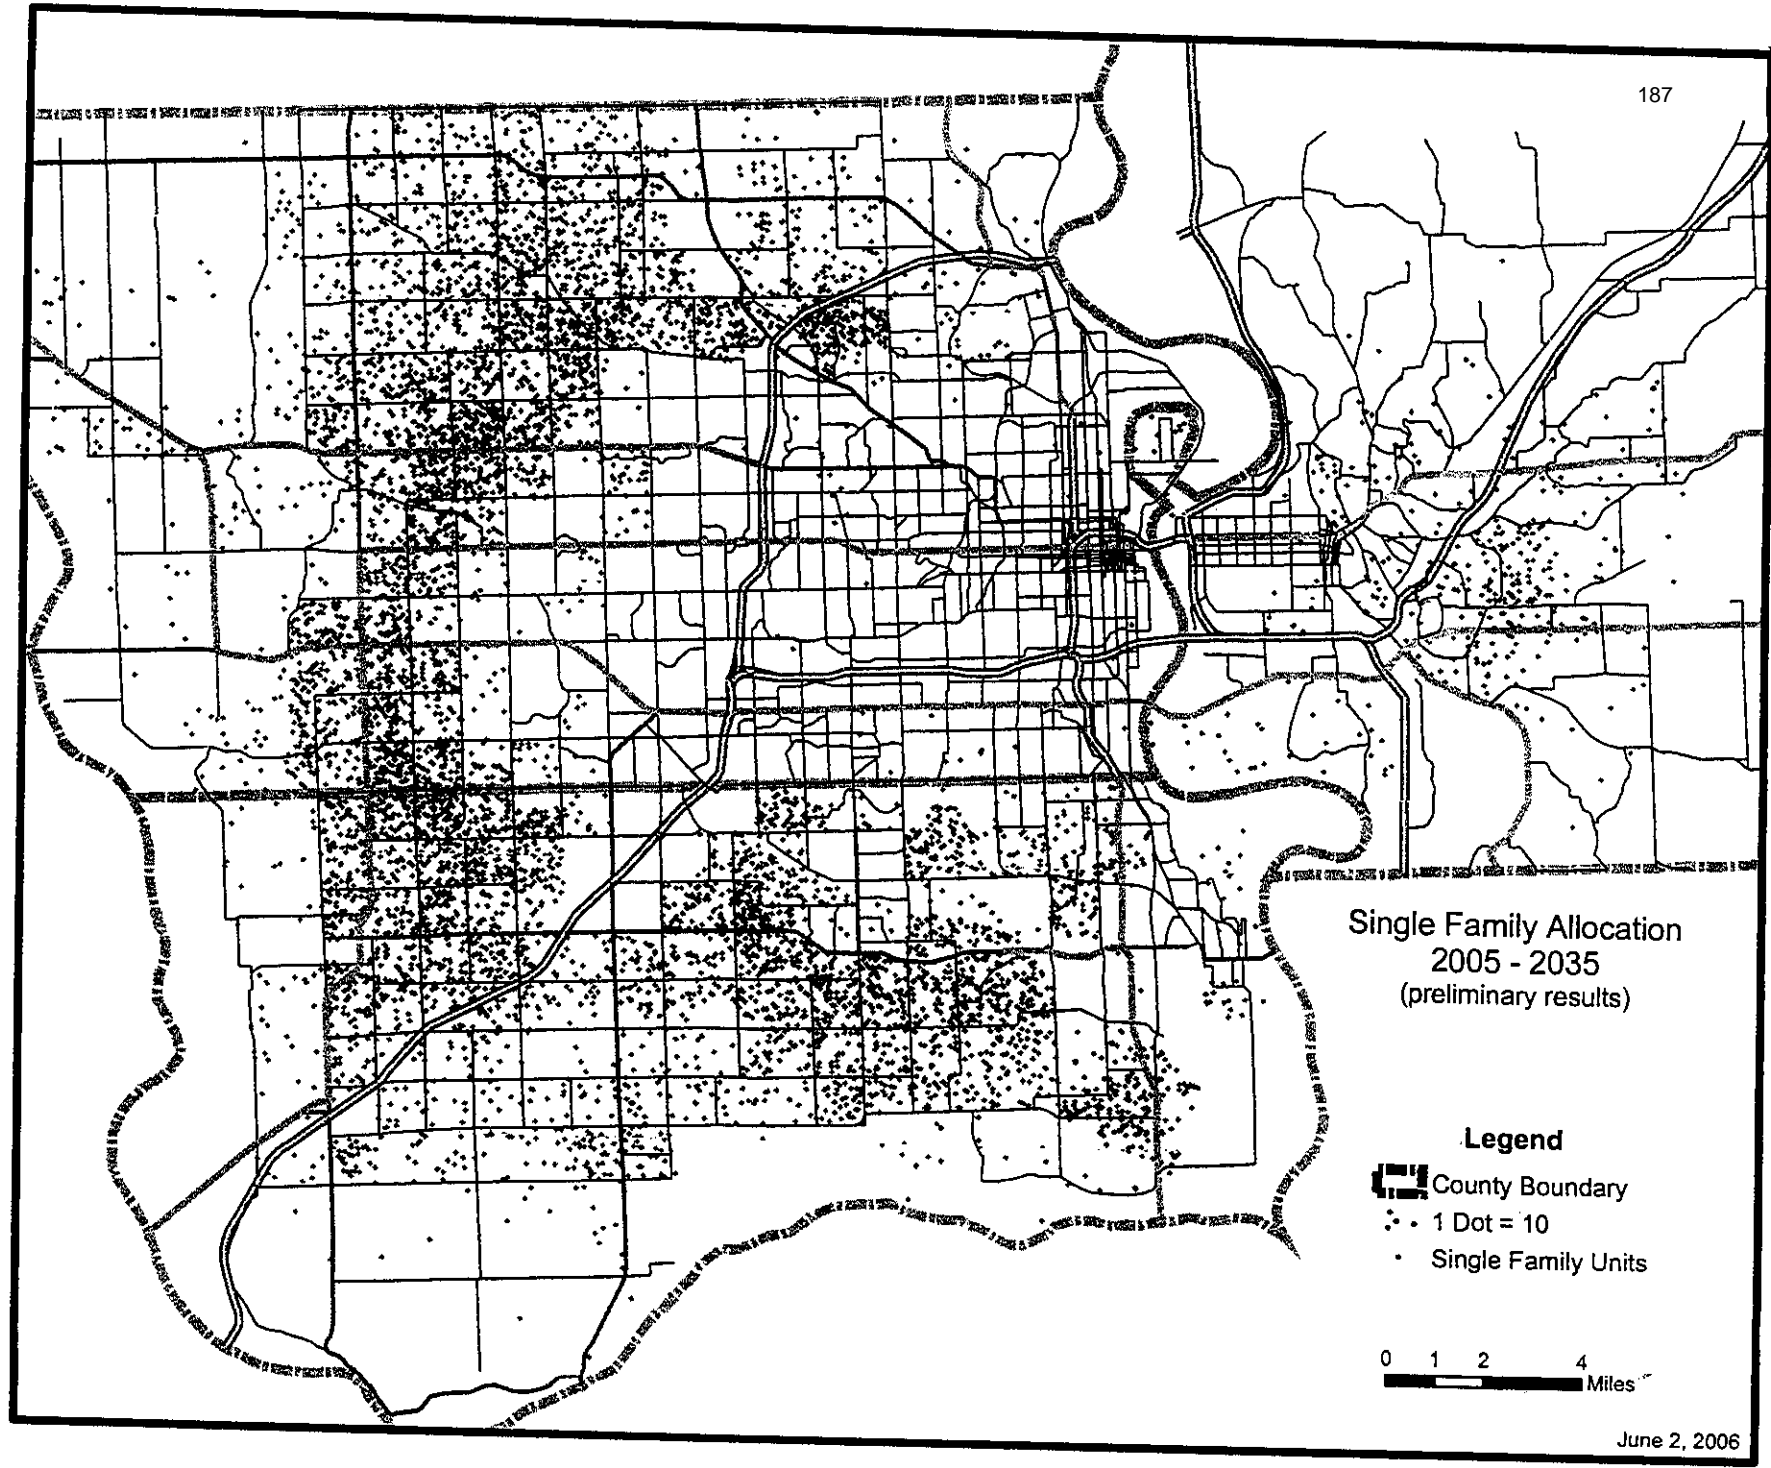 187
Single Family Allocation
2005 - 2035
(preliminary results)
Legend
County Boundary
1 Dot = 10
Single Family Units
0 1 2 4
Miles
June 2, 2006